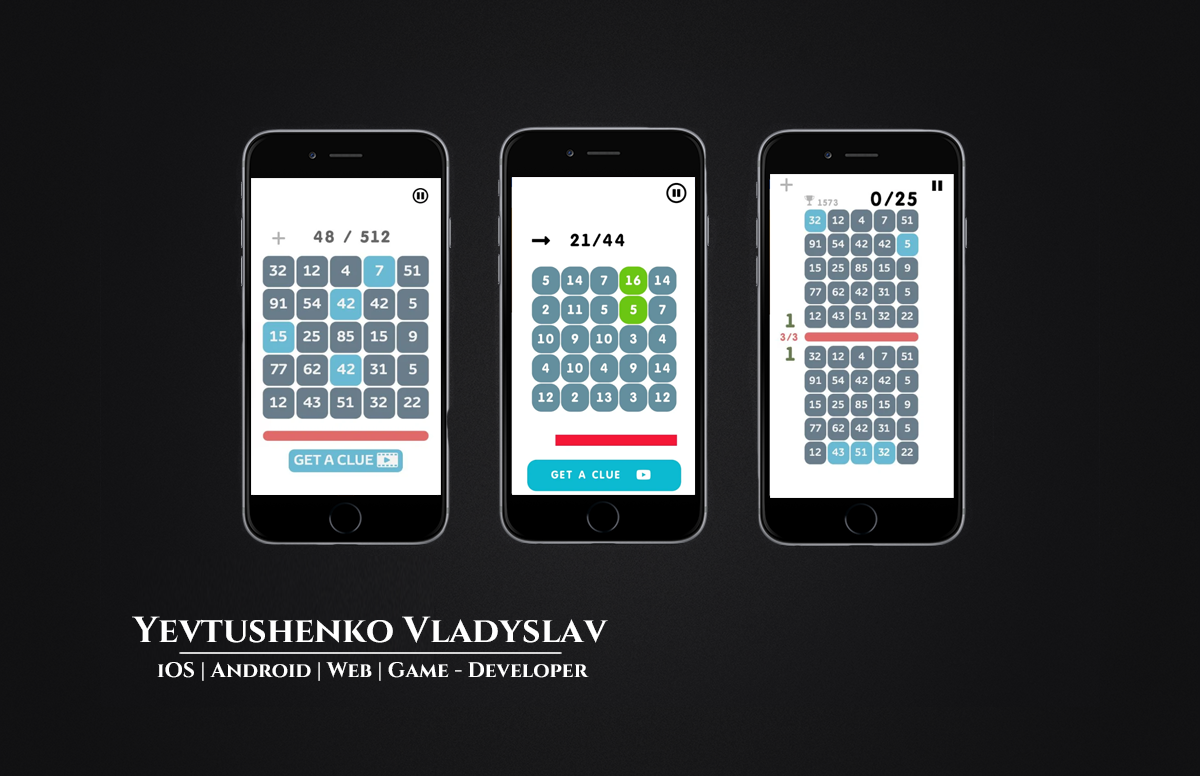 48 / 512
32 12 4 7 51
91 54 42 42 5
15 25 85 15 9
77 62 42 31 5
12 43 51 32 22
GET A CLUE
21/44
5 14 7 16 14
2 11 5 5 7
10 9 10 3 4
4 10 4 9 14
12 2 13 3 12
GET A CLUE
1573
0/25
32 12 4 7 51
91 54 42 42 5
15 25 85 15 9
77 62 42 31 5
12 43 51 32 22
1
3/3
1
32 12 4 7 51
91 54 42 42 5
15 25 85 15 9
77 62 42 31 5
12 43 51 32 22
Yevtushenko Vladyslav
iOS | Android | Web | Game - Developer